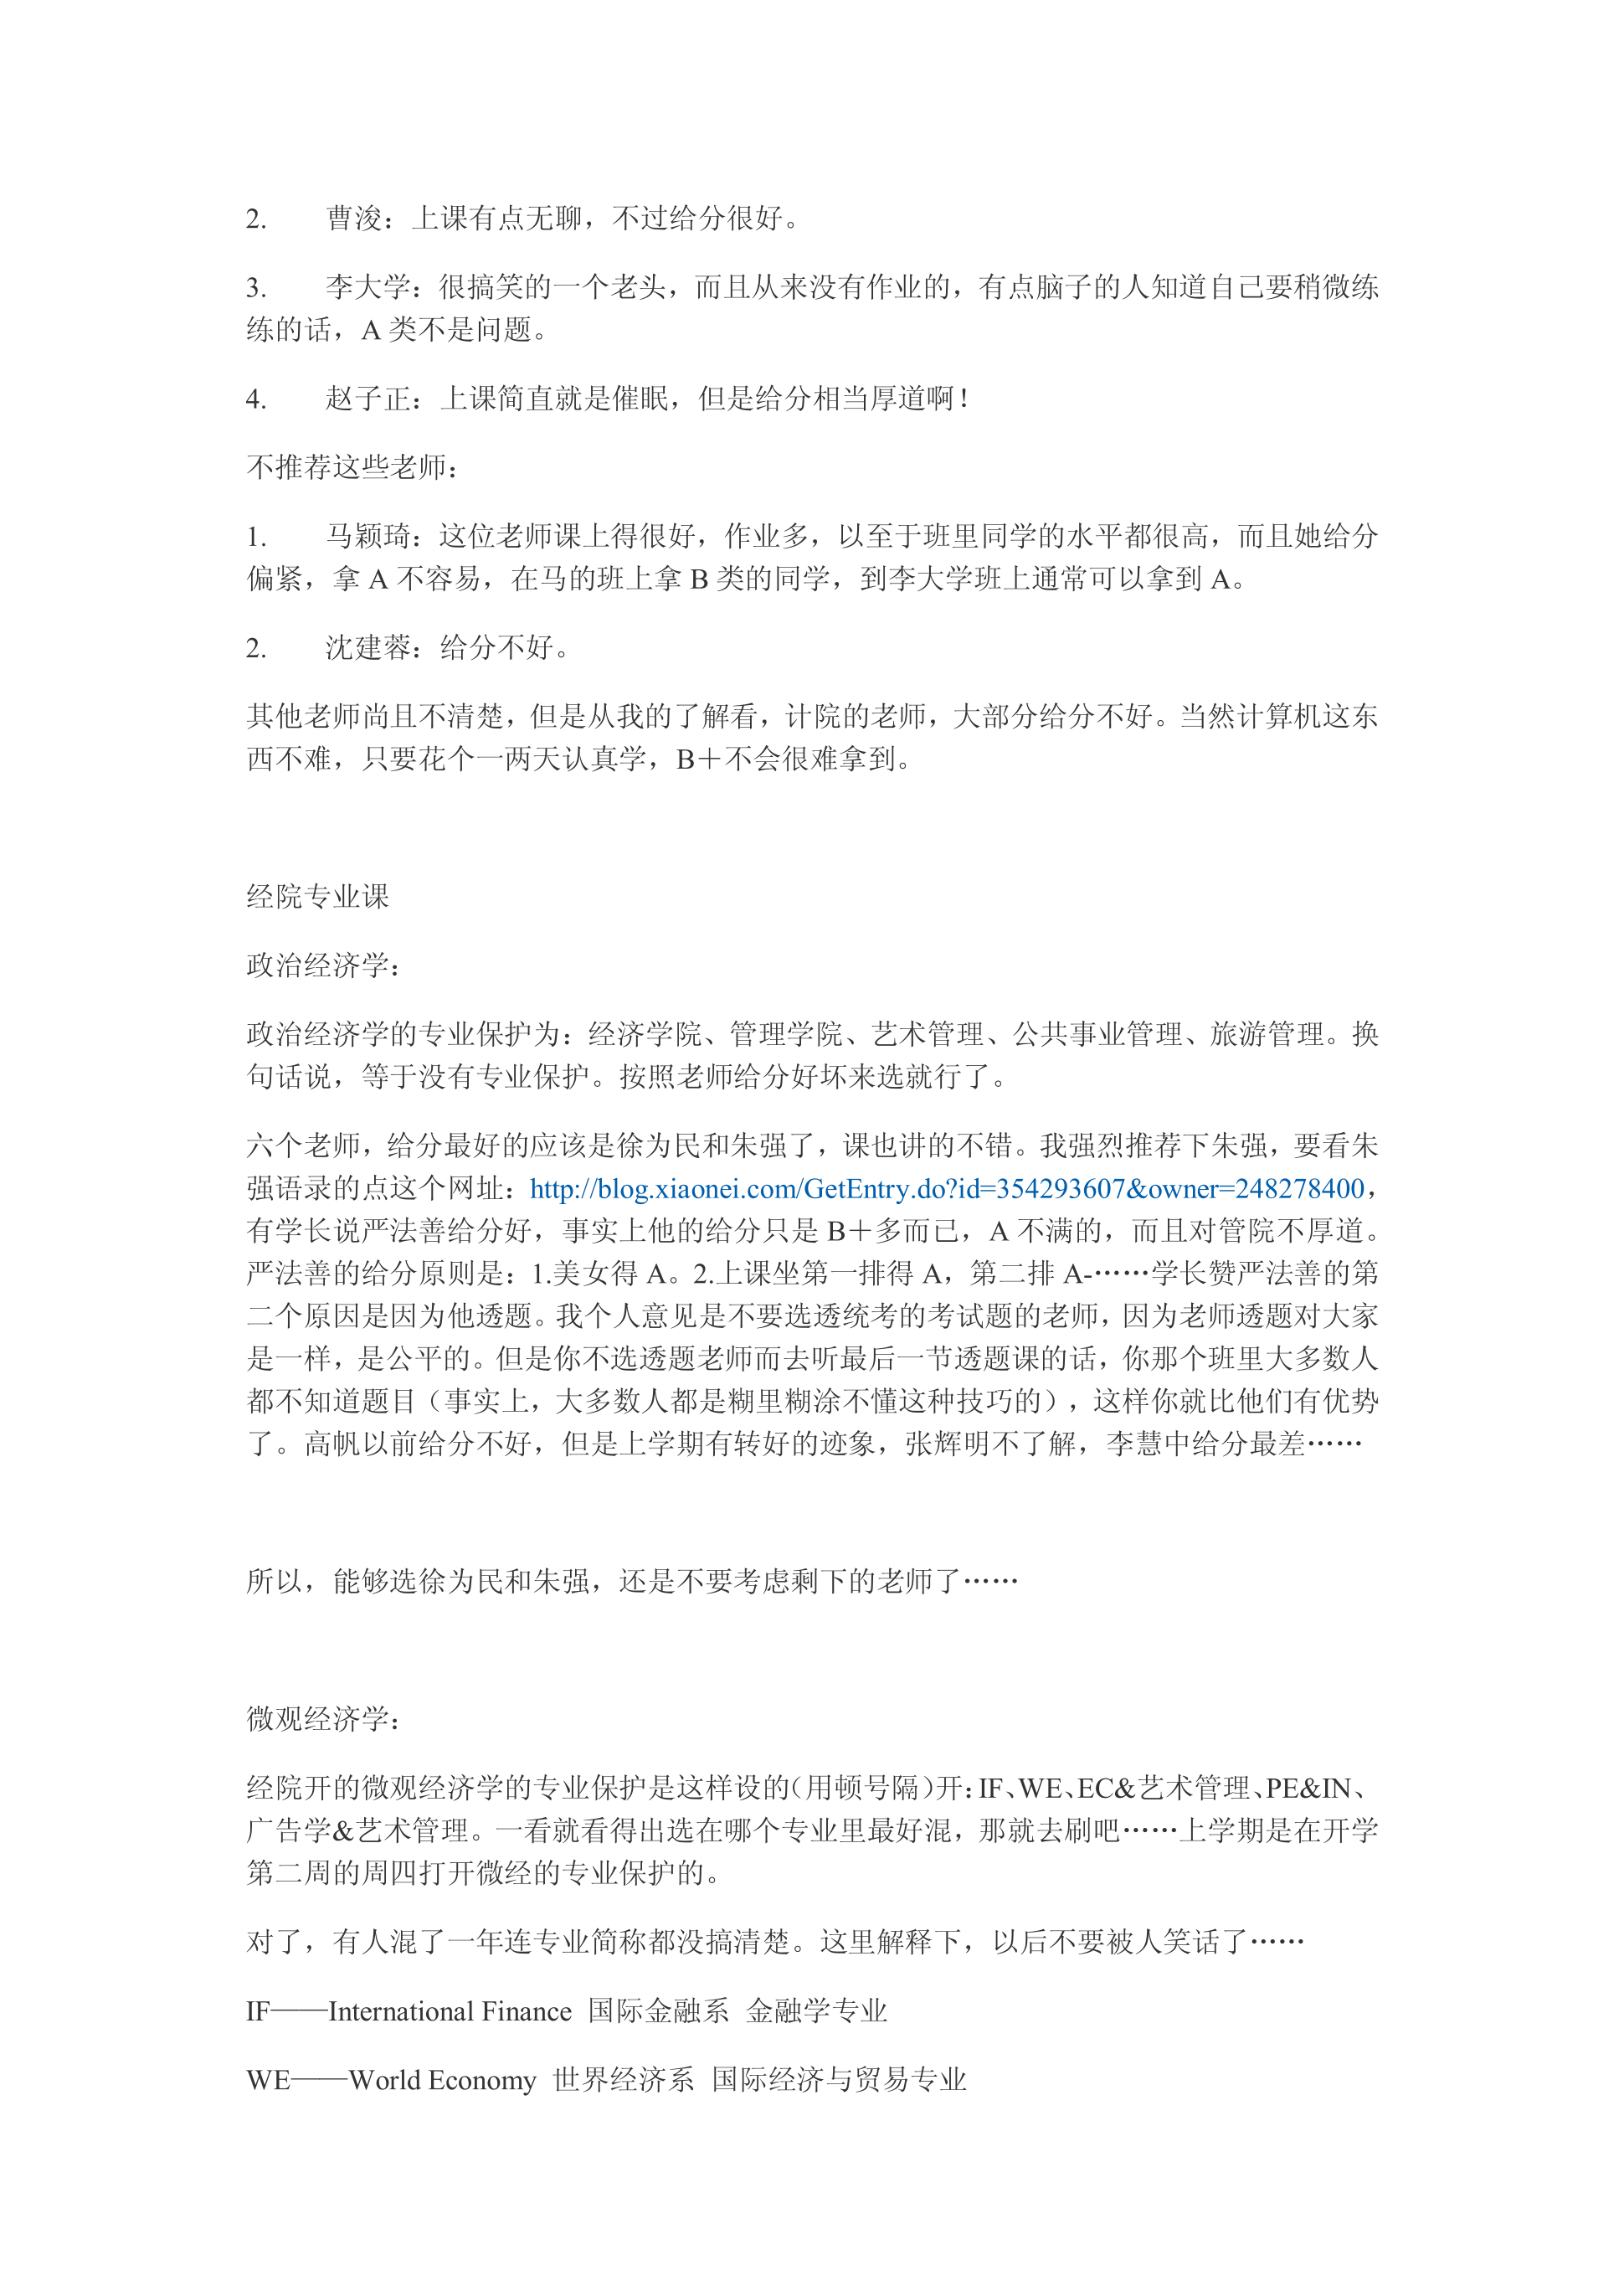 2. 曹浚：上课有点无聊，不过给分很好。
3. 李大学：很搞笑的一个老头，而且从来没有作业的，有点脑子的人知道自己要稍微练
练的话，A 类不是问题。
4. 赵子正：上课简直就是催眠，但是给分相当厚道啊！
不推荐这些老师：
1. 马颖琦：这位老师课上得很好，作业多，以至于班里同学的水平都很高，而且她给分
偏紧，拿 A 不容易，在马的班上拿 B 类的同学，到李大学班上通常可以拿到 A。
2. 沈建蓉：给分不好。
其他老师尚且不清楚，但是从我的了解看，计院的老师，大部分给分不好。当然计算机这东
西不难，只要花个一两天认真学，B＋不会很难拿到。
经院专业课
政治经济学：
政治经济学的专业保护为：经济学院、管理学院、艺术管理、公共事业管理、旅游管理。换
句话说，等于没有专业保护。按照老师给分好坏来选就行了。
六个老师，给分最好的应该是徐为民和朱强了，课也讲的不错。我强烈推荐下朱强，要看朱
强语录的点这个网址：http://blog.xiaonei.com/GetEntry.do?id=354293607&owner=248278400，
有学长说严法善给分好，事实上他的给分只是 B＋多而已，A 不满的，而且对管院不厚道。
严法善的给分原则是：1.美女得 A。2.上课坐第一排得 A，第二排 A-……学长赞严法善的第
二个原因是因为他透题。我个人意见是不要选透统考的考试题的老师，因为老师透题对大家
是一样，是公平的。但是你不选透题老师而去听最后一节透题课的话，你那个班里大多数人
都不知道题目（事实上，大多数人都是糊里糊涂不懂这种技巧的），这样你就比他们有优势
了。高帆以前给分不好，但是上学期有转好的迹象，张辉明不了解，李慧中给分最差……
所以，能够选徐为民和朱强，还是不要考虑剩下的老师了……
微观经济学：
经院开的微观经济学的专业保护是这样设的（用顿号隔）开：IF、WE、EC&艺术管理、PE&IN、
广告学&艺术管理。一看就看得出选在哪个专业里最好混，那就去刷吧……上学期是在开学
第二周的周四打开微经的专业保护的。
对了，有人混了一年连专业简称都没搞清楚。这里解释下，以后不要被人笑话了……
IF——International Finance 国际金融系 金融学专业
WE——World Economy 世界经济系 国际经济与贸易专业